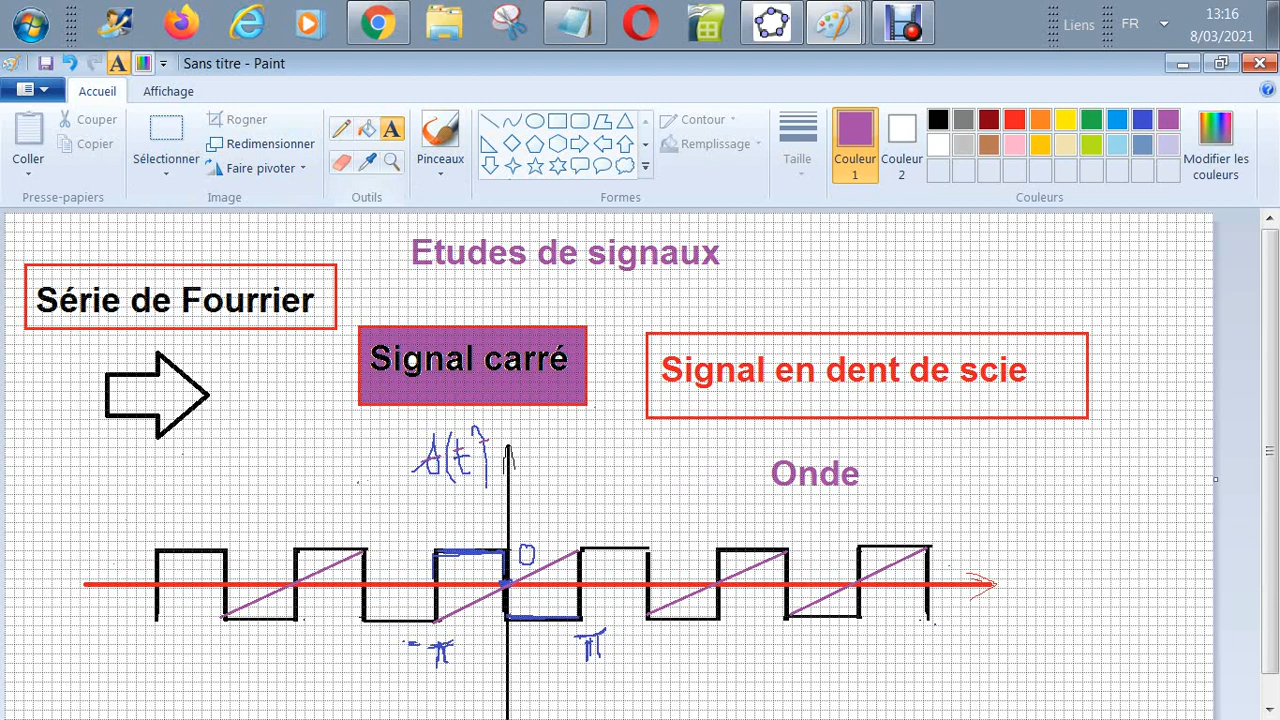 Liens
FR
13:16
8/03/2021
Sans titre - Paint
Accueil
Affichage
Coller
Couper
Copier
Presse-papiers
Sélectionner
Rogner
Redimensionner
Faire pivoter
Image
A
Outils
Pinceaux
Contour
Remplissage
Formes
Taille
Couleur
1
Couleur
2
Modifier les
couleurs
Couleurs
Etudes de signaux
Série de Fourrier
Signal carré
Signal en dent de scie
Onde
0
-π
π